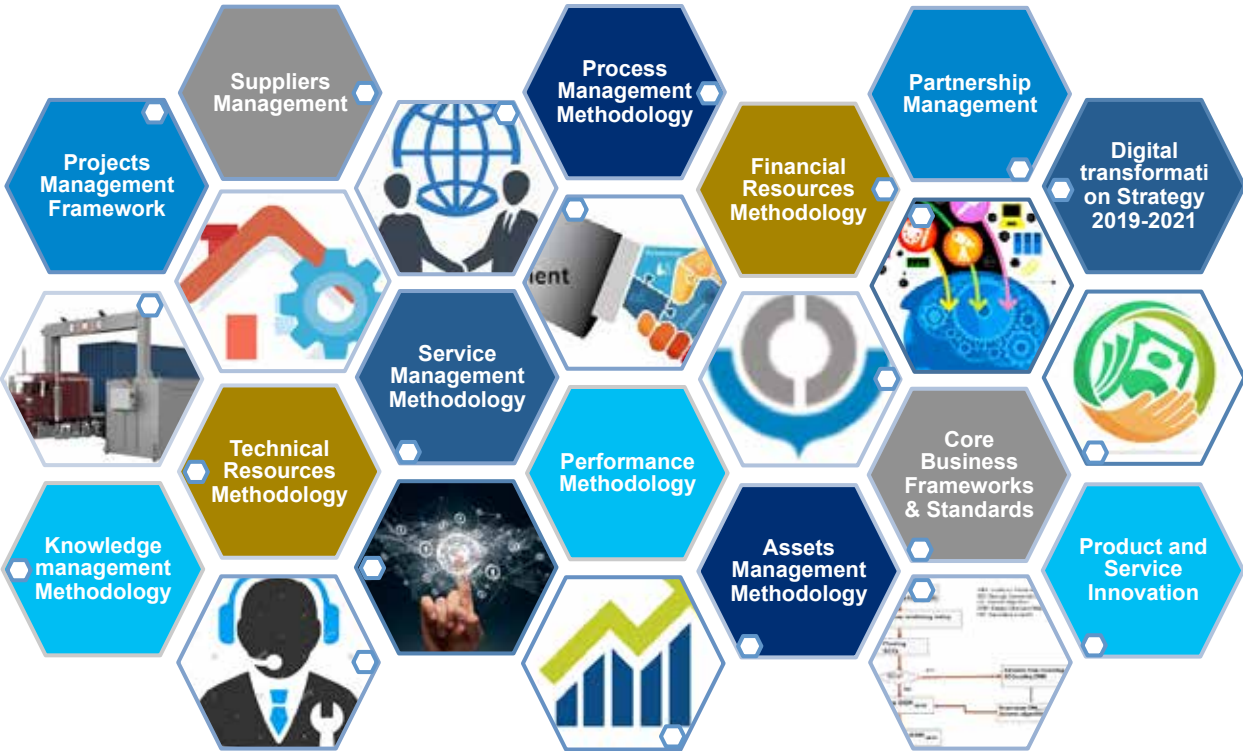 Suppliers
Management
Process
Management
Methodology
Partnership
Management
Projects
Management
Framework
Financial
Resources
Methodology
Digital
transformati
on Strategy
2019-2021
Service
Management
Methodology
Technical
Resources
Methodology
Performance
Methodology
Core
Business
Frameworks
& Standards
Knowledge
management
Methodology
Assets
Management
Methodology
Product and
Service
Innovation